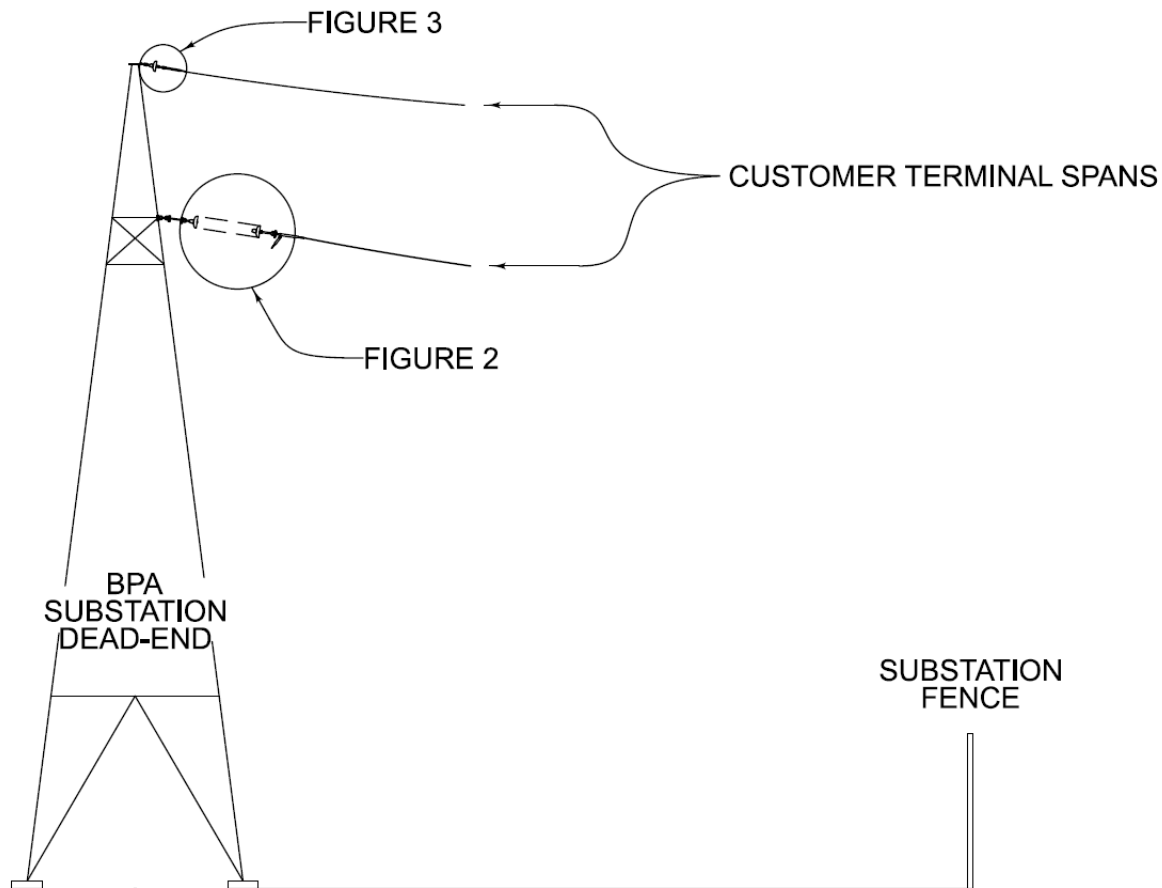 FIGURE 3
CUSTOMER TERMINAL SPANS
FIGURE 2
BPA
SUBSTATION
DEAD-END
SUBSTATION
FENCE